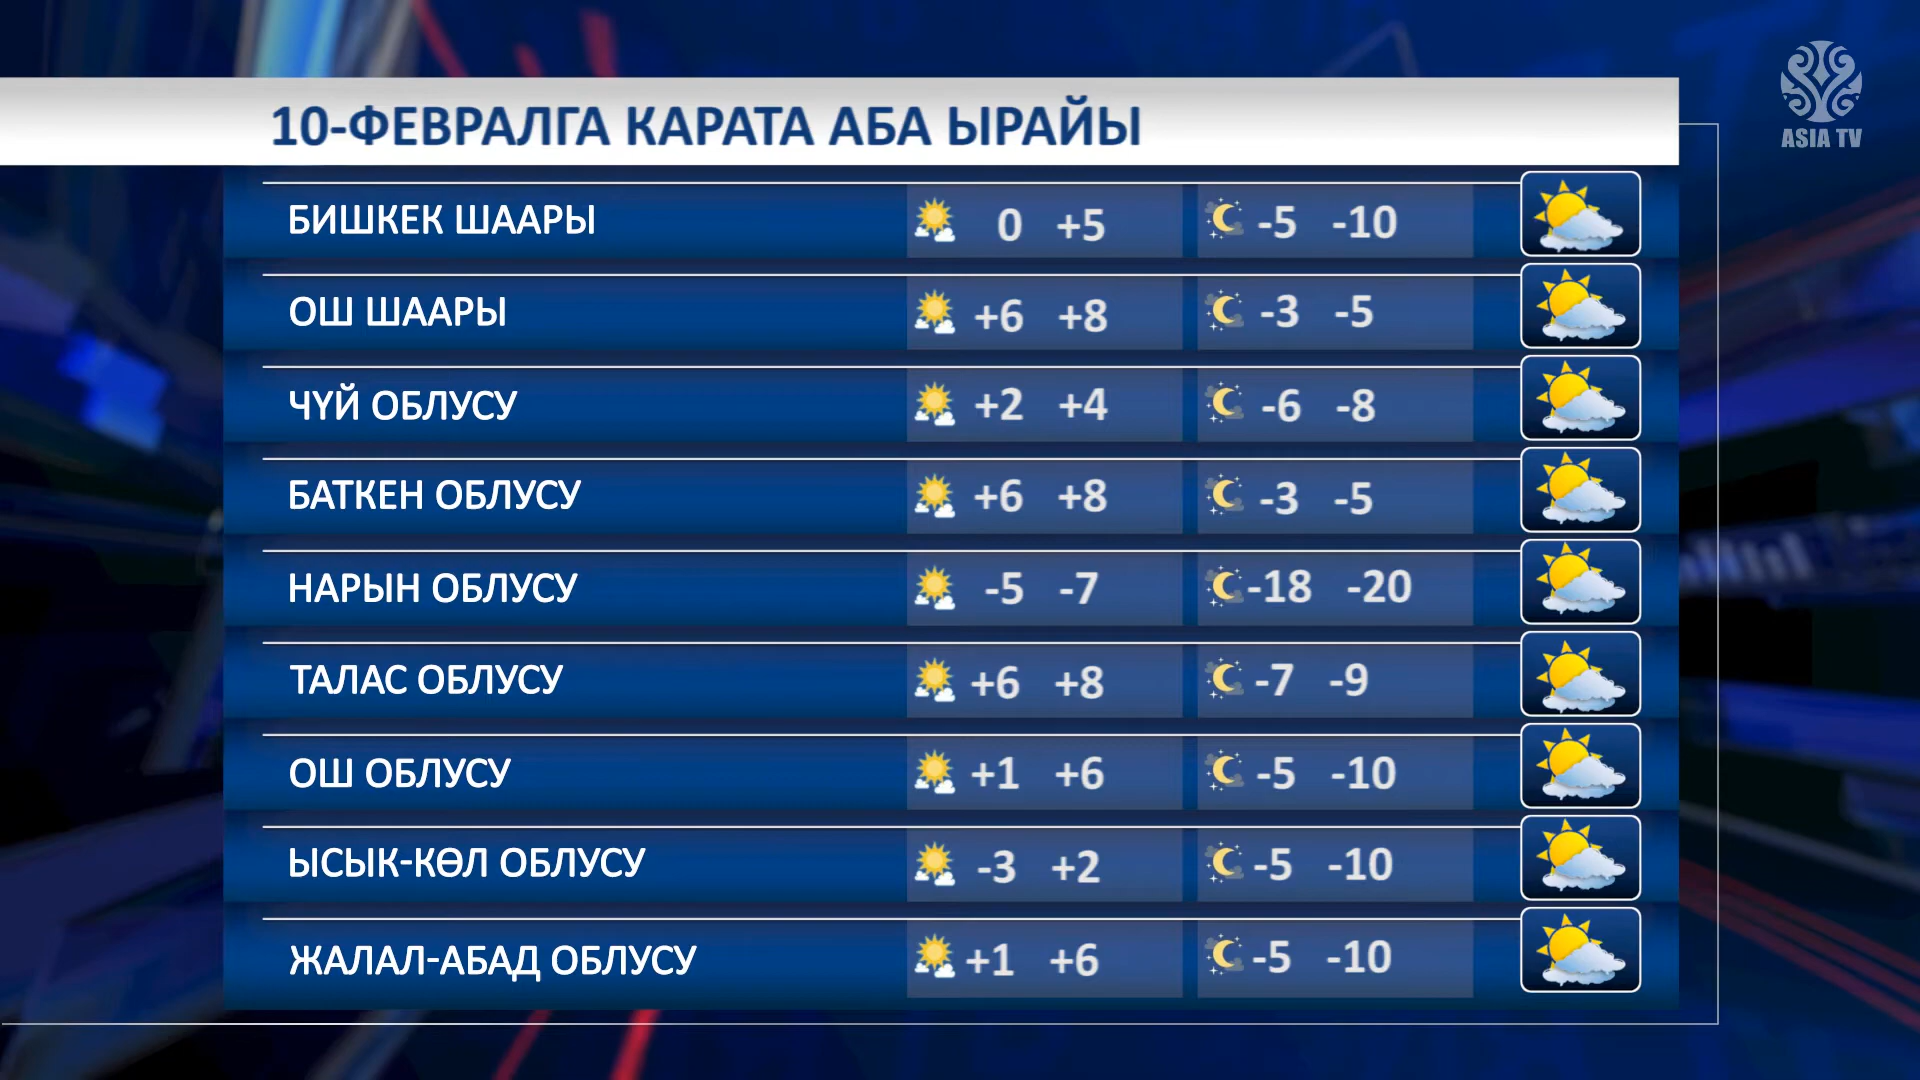 10-ФЕВРАЛГА КАРАТА АБА ЫРАЙЫ
ASIA TV
БИШКЕК ШААРЫ 0 +5 -5 -10
ОШ ШААРЫ +6 +8 -3 -5
ЧҮЙ ОБЛУСУ +2 +4 -6 -8
БАТКЕН ОБЛУСУ +6 +8 -3 -5
НАРЫН ОБЛУСУ -5 -7 -18 -20
ТАЛАС ОБЛУСУ +6 +8 -7 -9
ОШ ОБЛУСУ +1 +6 -5 -10
ЫСЫК-КӨЛ ОБЛУСУ -3 +2 -5 -10
ЖАЛАЛ-АБАД ОБЛУСУ +1 +6 -5 -10